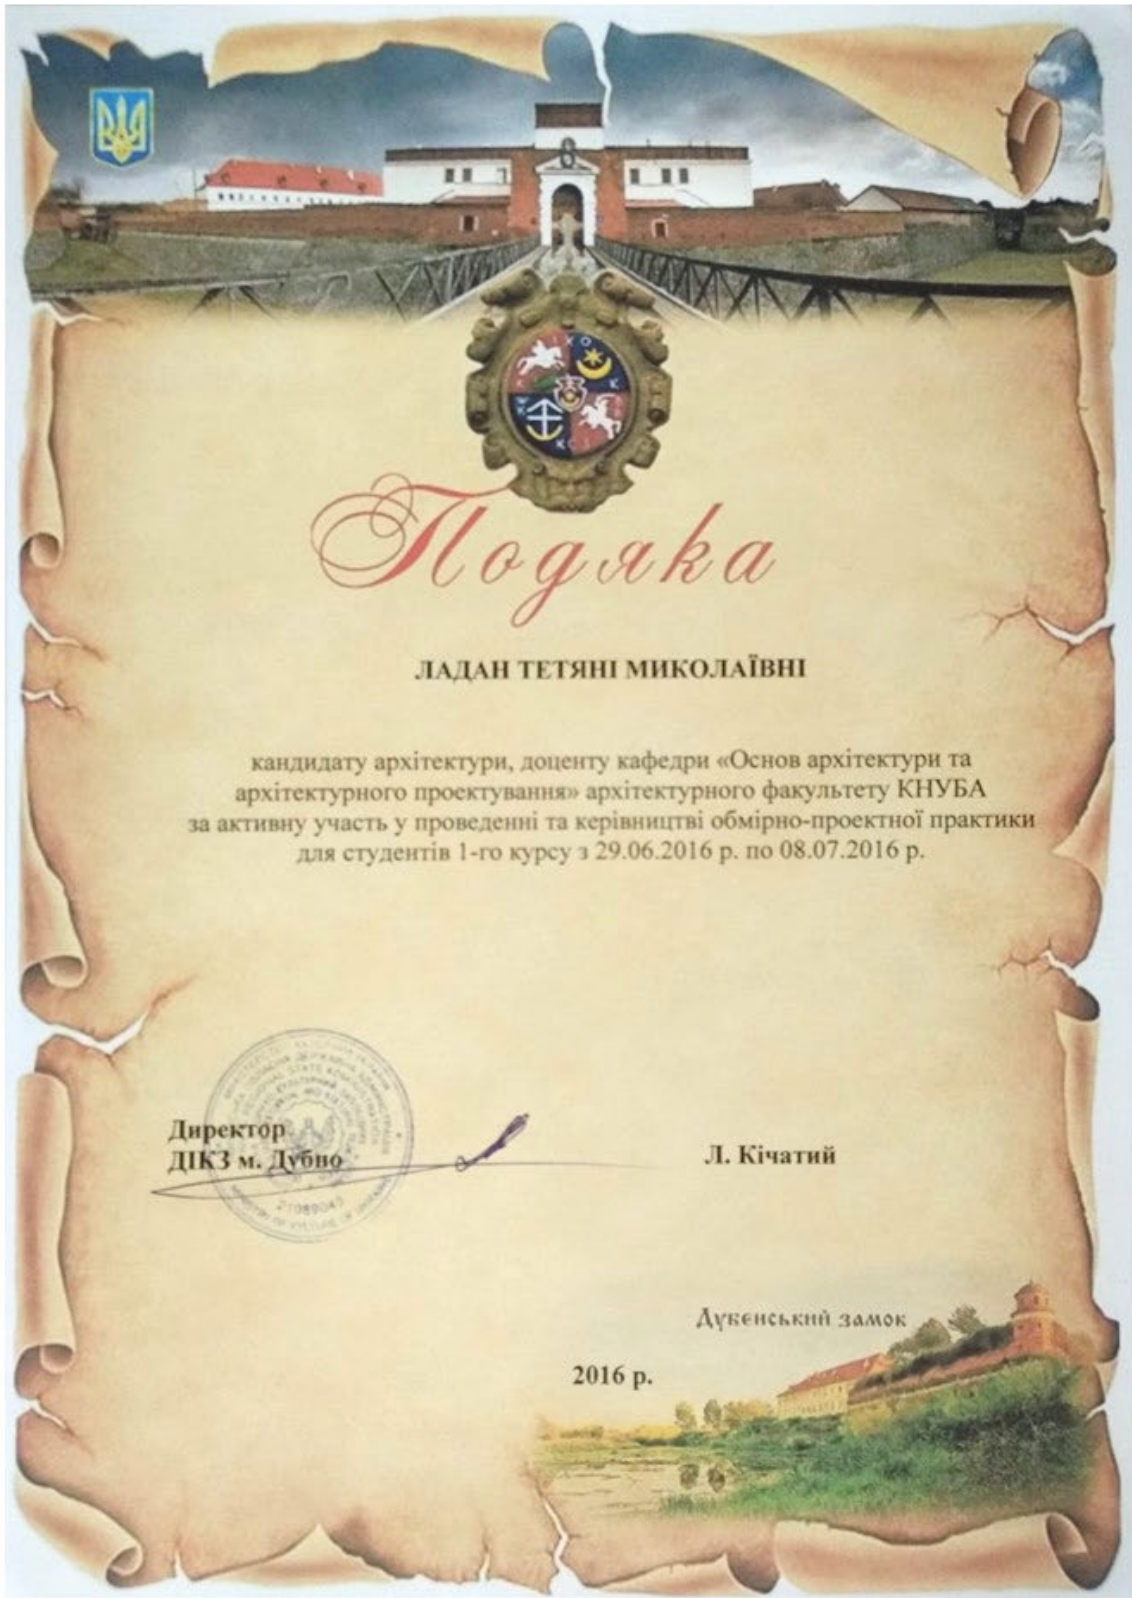 Подяка
ЛАДАН ТЕТЯНІ МИКОЛАЇВНІ
кандидату архітектури, доценту кафедри «Основ архітектури та
архітектурного проектування» архітектурного факультету КНУБА
за активну участь у проведенні та керівництві обмірно-проектної практики
для студентів 1-го курсу з 29.06.2016 р. по 08.07.2016 р.
Директор
ДІКЗ м. Дубно
Л. Кічатий
Дубенський замок
2016 р.